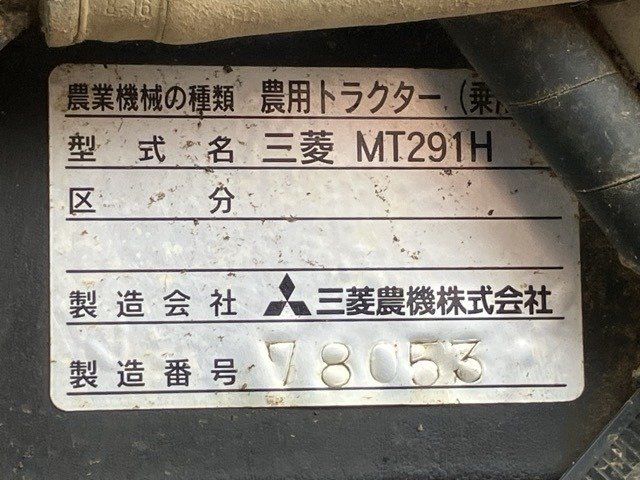 農業機械の種類 農用トラクター (乗
型式名 三菱 MT291H
区分
製造会社 三菱農機株式会社
製造番号 78053